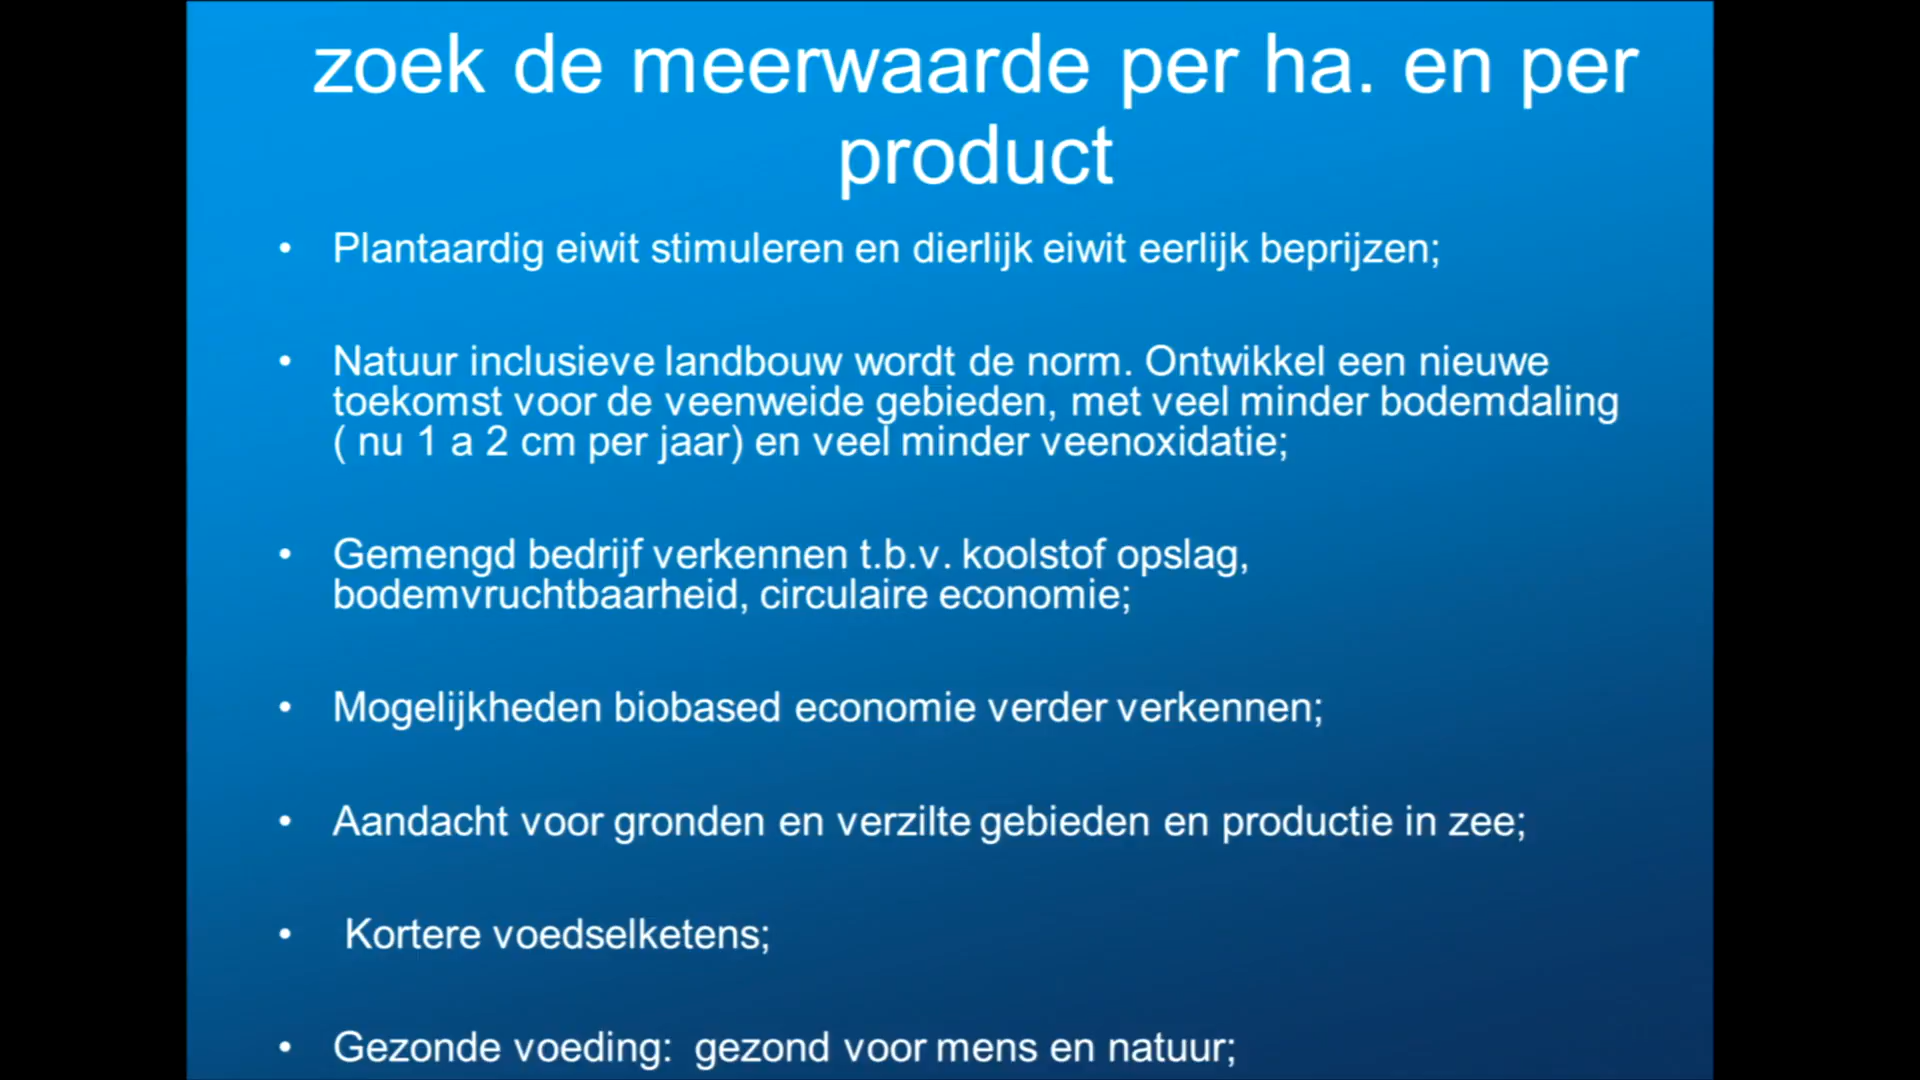 zoek de meerwaarde per ha. en per
product
• Plantaardig eiwit stimuleren en dierlijk eiwit eerlijk beprijzen;
• Natuur inclusieve landbouw wordt de norm. Ontwikkel een nieuwe
toekomst voor de veenweide gebieden, met veel minder bodemdaling
( nu 1 a 2 cm per jaar) en veel minder veenoxidatie;
• Gemengd bedrijf verkennen t.b.v. koolstof opslag,
bodemvruchtbaarheid, circulaire economie;
• Mogelijkheden biobased economie verder verkennen;
• Aandacht voor gronden en verzilte gebieden en productie in zee;
• Kortere voedselketens;
• Gezonde voeding: gezond voor mens en natuur;